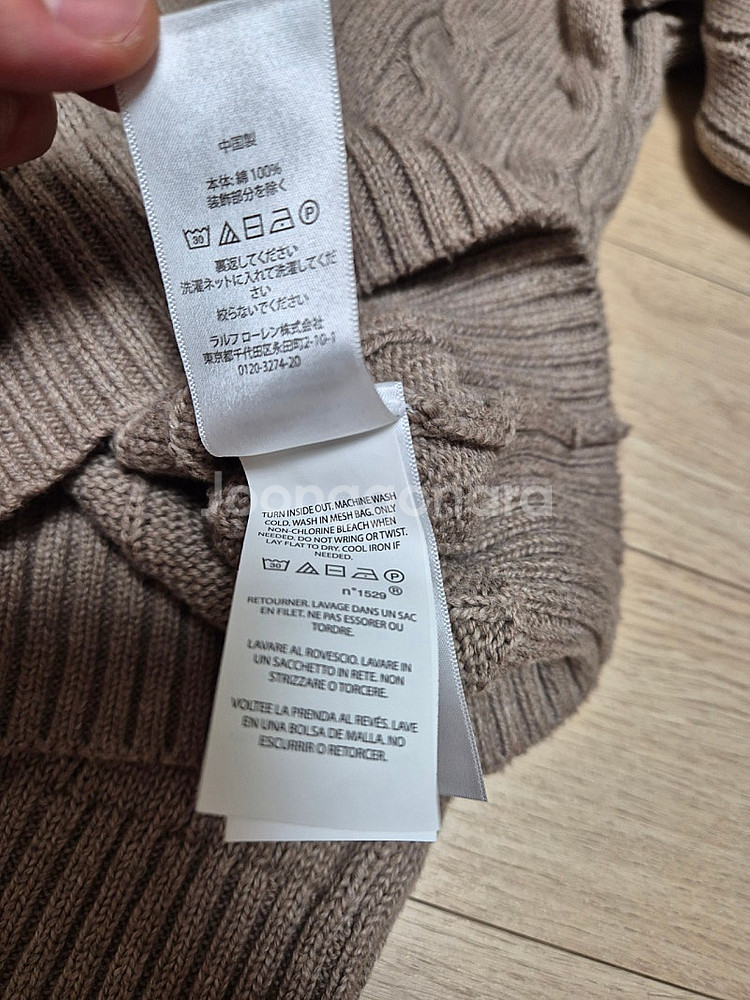 中国製
本体: 綿 100%
装飾部分を除く
30 P
裏返してください
洗濯ネットに入れて洗濯してくだ
さい
絞らないでください
ラルフ ローレン株式会社
東京都千代田区永田町2-10-1
0120-3274-20
Joonggonara
TURN INSIDE OUT. MACHINE WASH
COLD. WASH IN MESH BAG. ONLY
NON-CHLORINE BLEACH WHEN
NEEDED. DO NOT WRING OR TWIST.
LAY FLAT TO DRY. COOL IRON IF
NEEDED.
30 P
n°1529 ®
RETOURNER. LAVAGE DANS UN SAC
EN FILET. NE PAS ESSORER OU
TORDRE.
LAVARE AL ROVESCIO. LAVARE IN
UN SACCHETTO IN RETE. NON
STRIZZARE O TORCERE.
VOLTEE LA PRENDA AL REVÉS. LAVE
EN UNA BOLSA DE MALLA. NO
ESCURRIR O RETORCER.